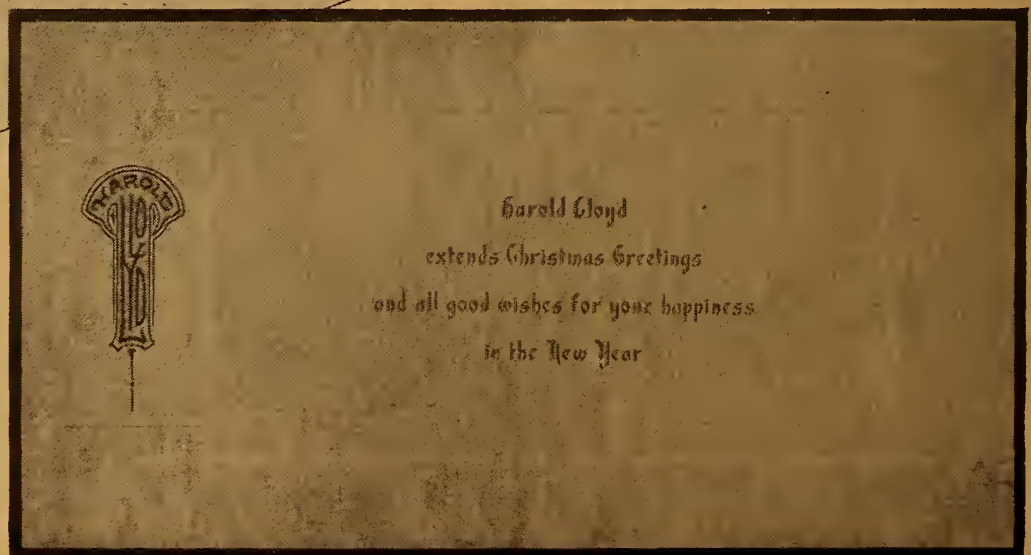 HAROLD
LLOYD
Harold Lloyd
extends Christmas Greetings
and all good wishes for your happiness
in the New Year